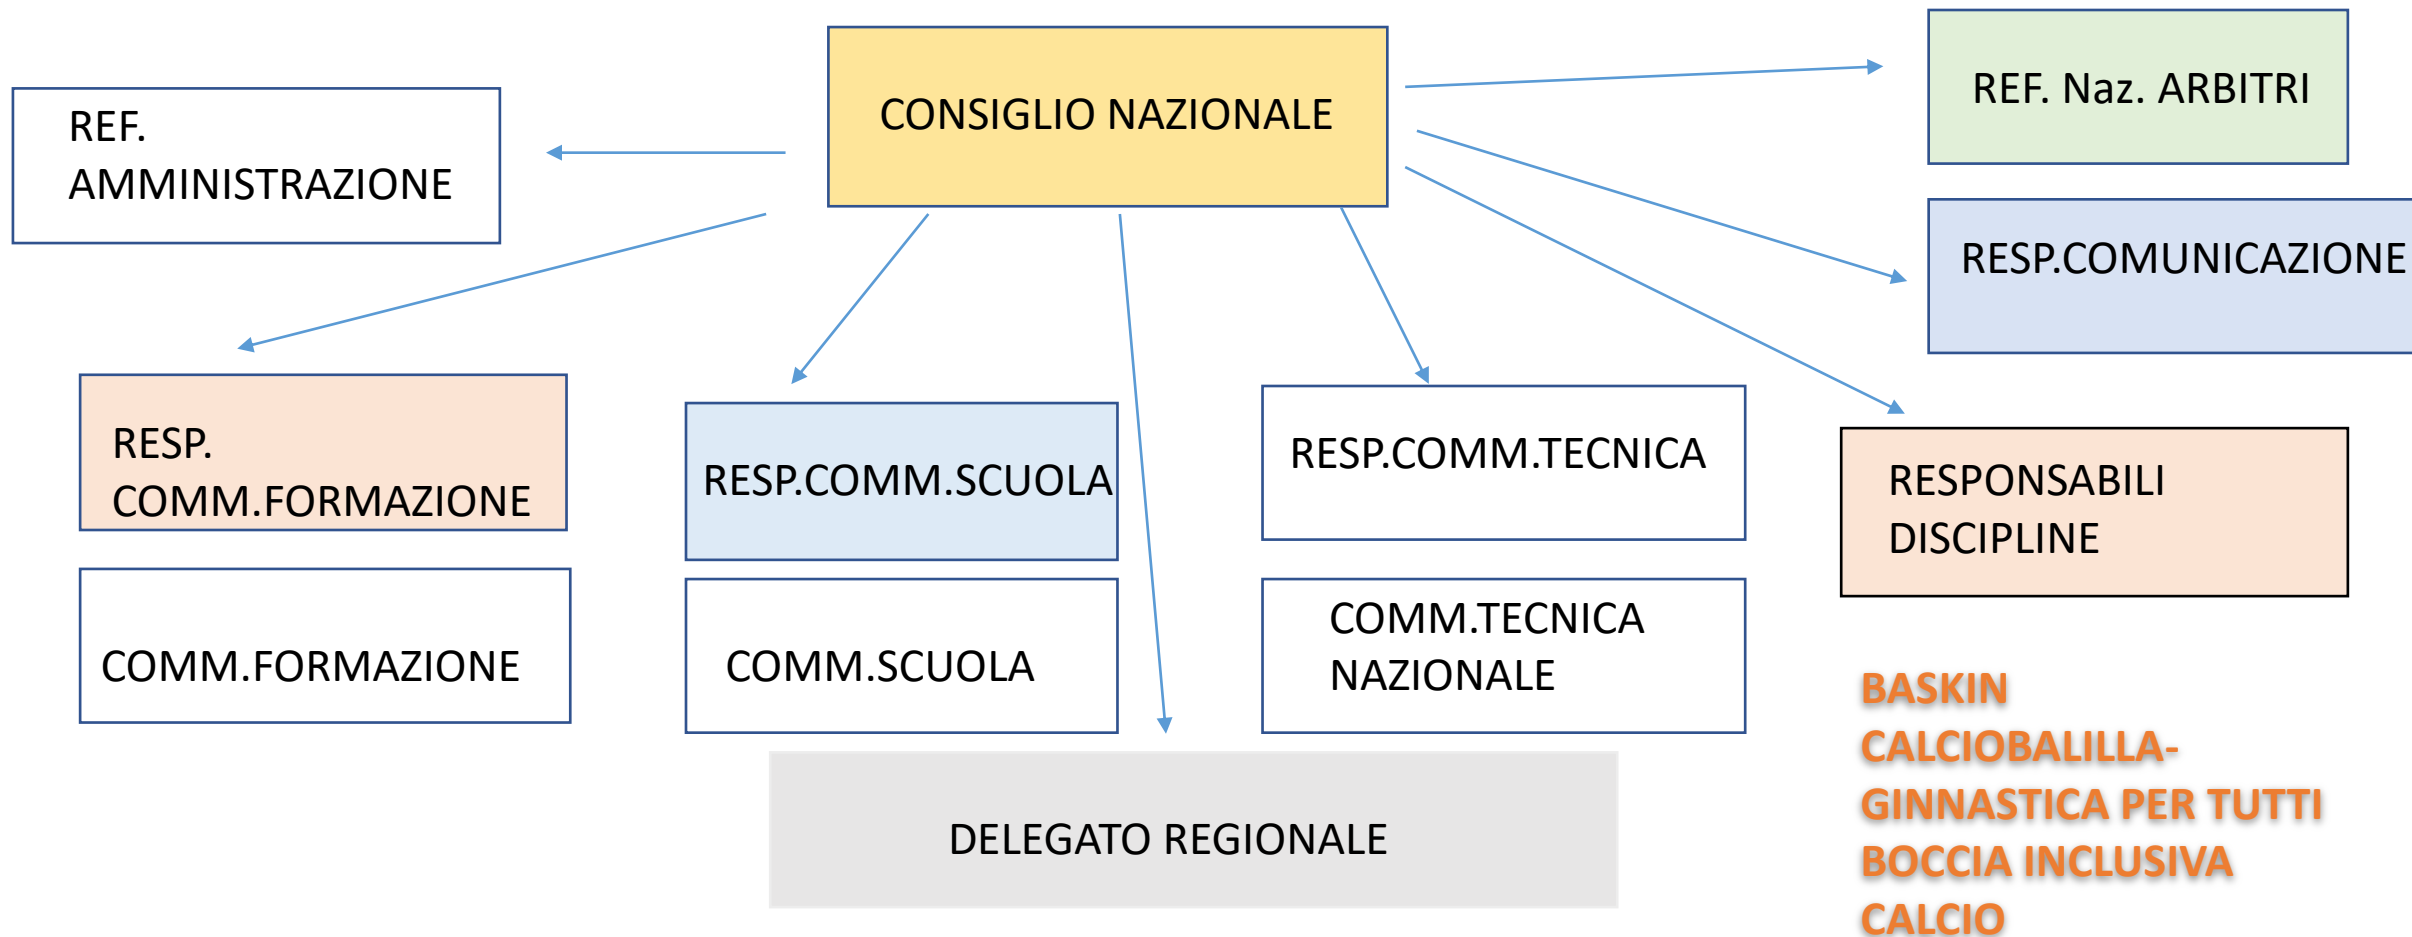 CONSIGLIO NAZIONALE
REF. Naz. ARBITRI
REF.
AMMINISTRAZIONE
RESP.COMUNICAZIONE
RESP.
COMM.FORMAZIONE
RESP.COMM.SCUOLA
RESP.COMM.TECNICA
RESPONSABILI
DISCIPLINE
COMM.FORMAZIONE
COMM.SCUOLA
COMM.TECNICA
NAZIONALE
DELEGATO REGIONALE
BASKIN
CALCIOBALILLA-
GINNASTICA PER TUTTI
BOCCIA INCLUSIVA
CALCIO